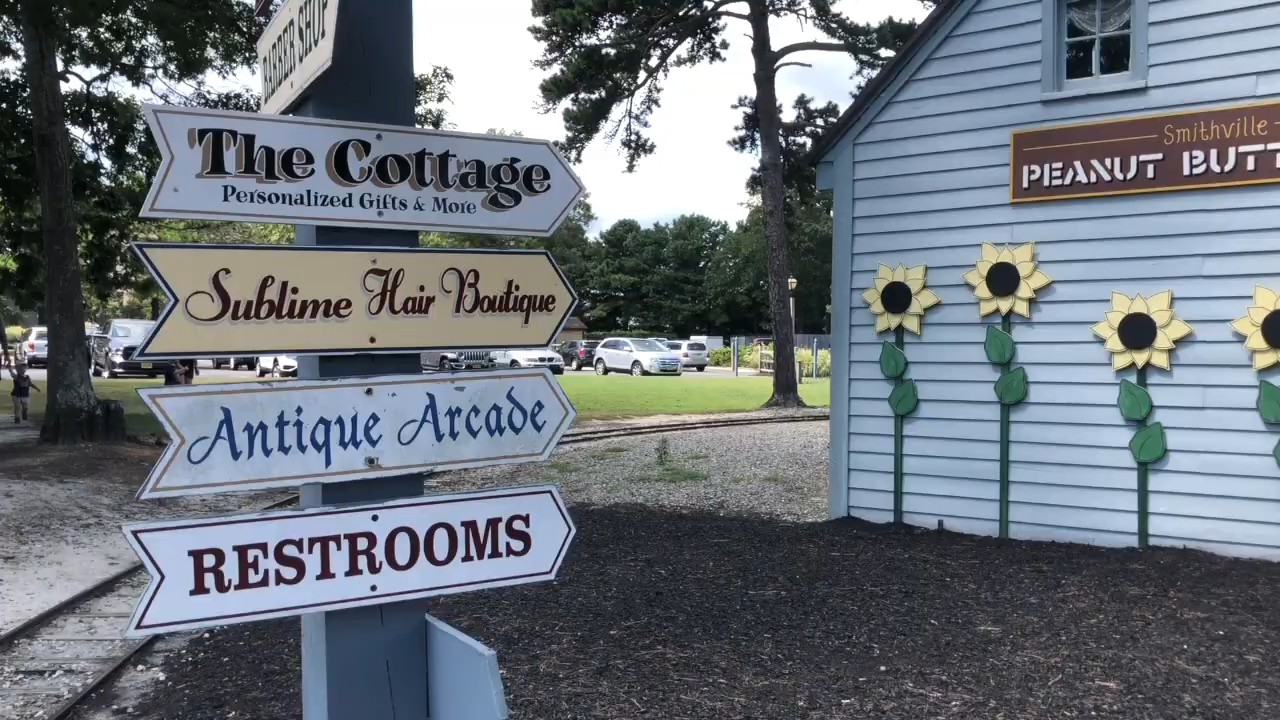 BARBER SHOP
The Cottage
Personalized Gifts & More
Sublime Hair Boutique
Antique Arcade
RESTROOMS
Smithville
PEANUT BUTT